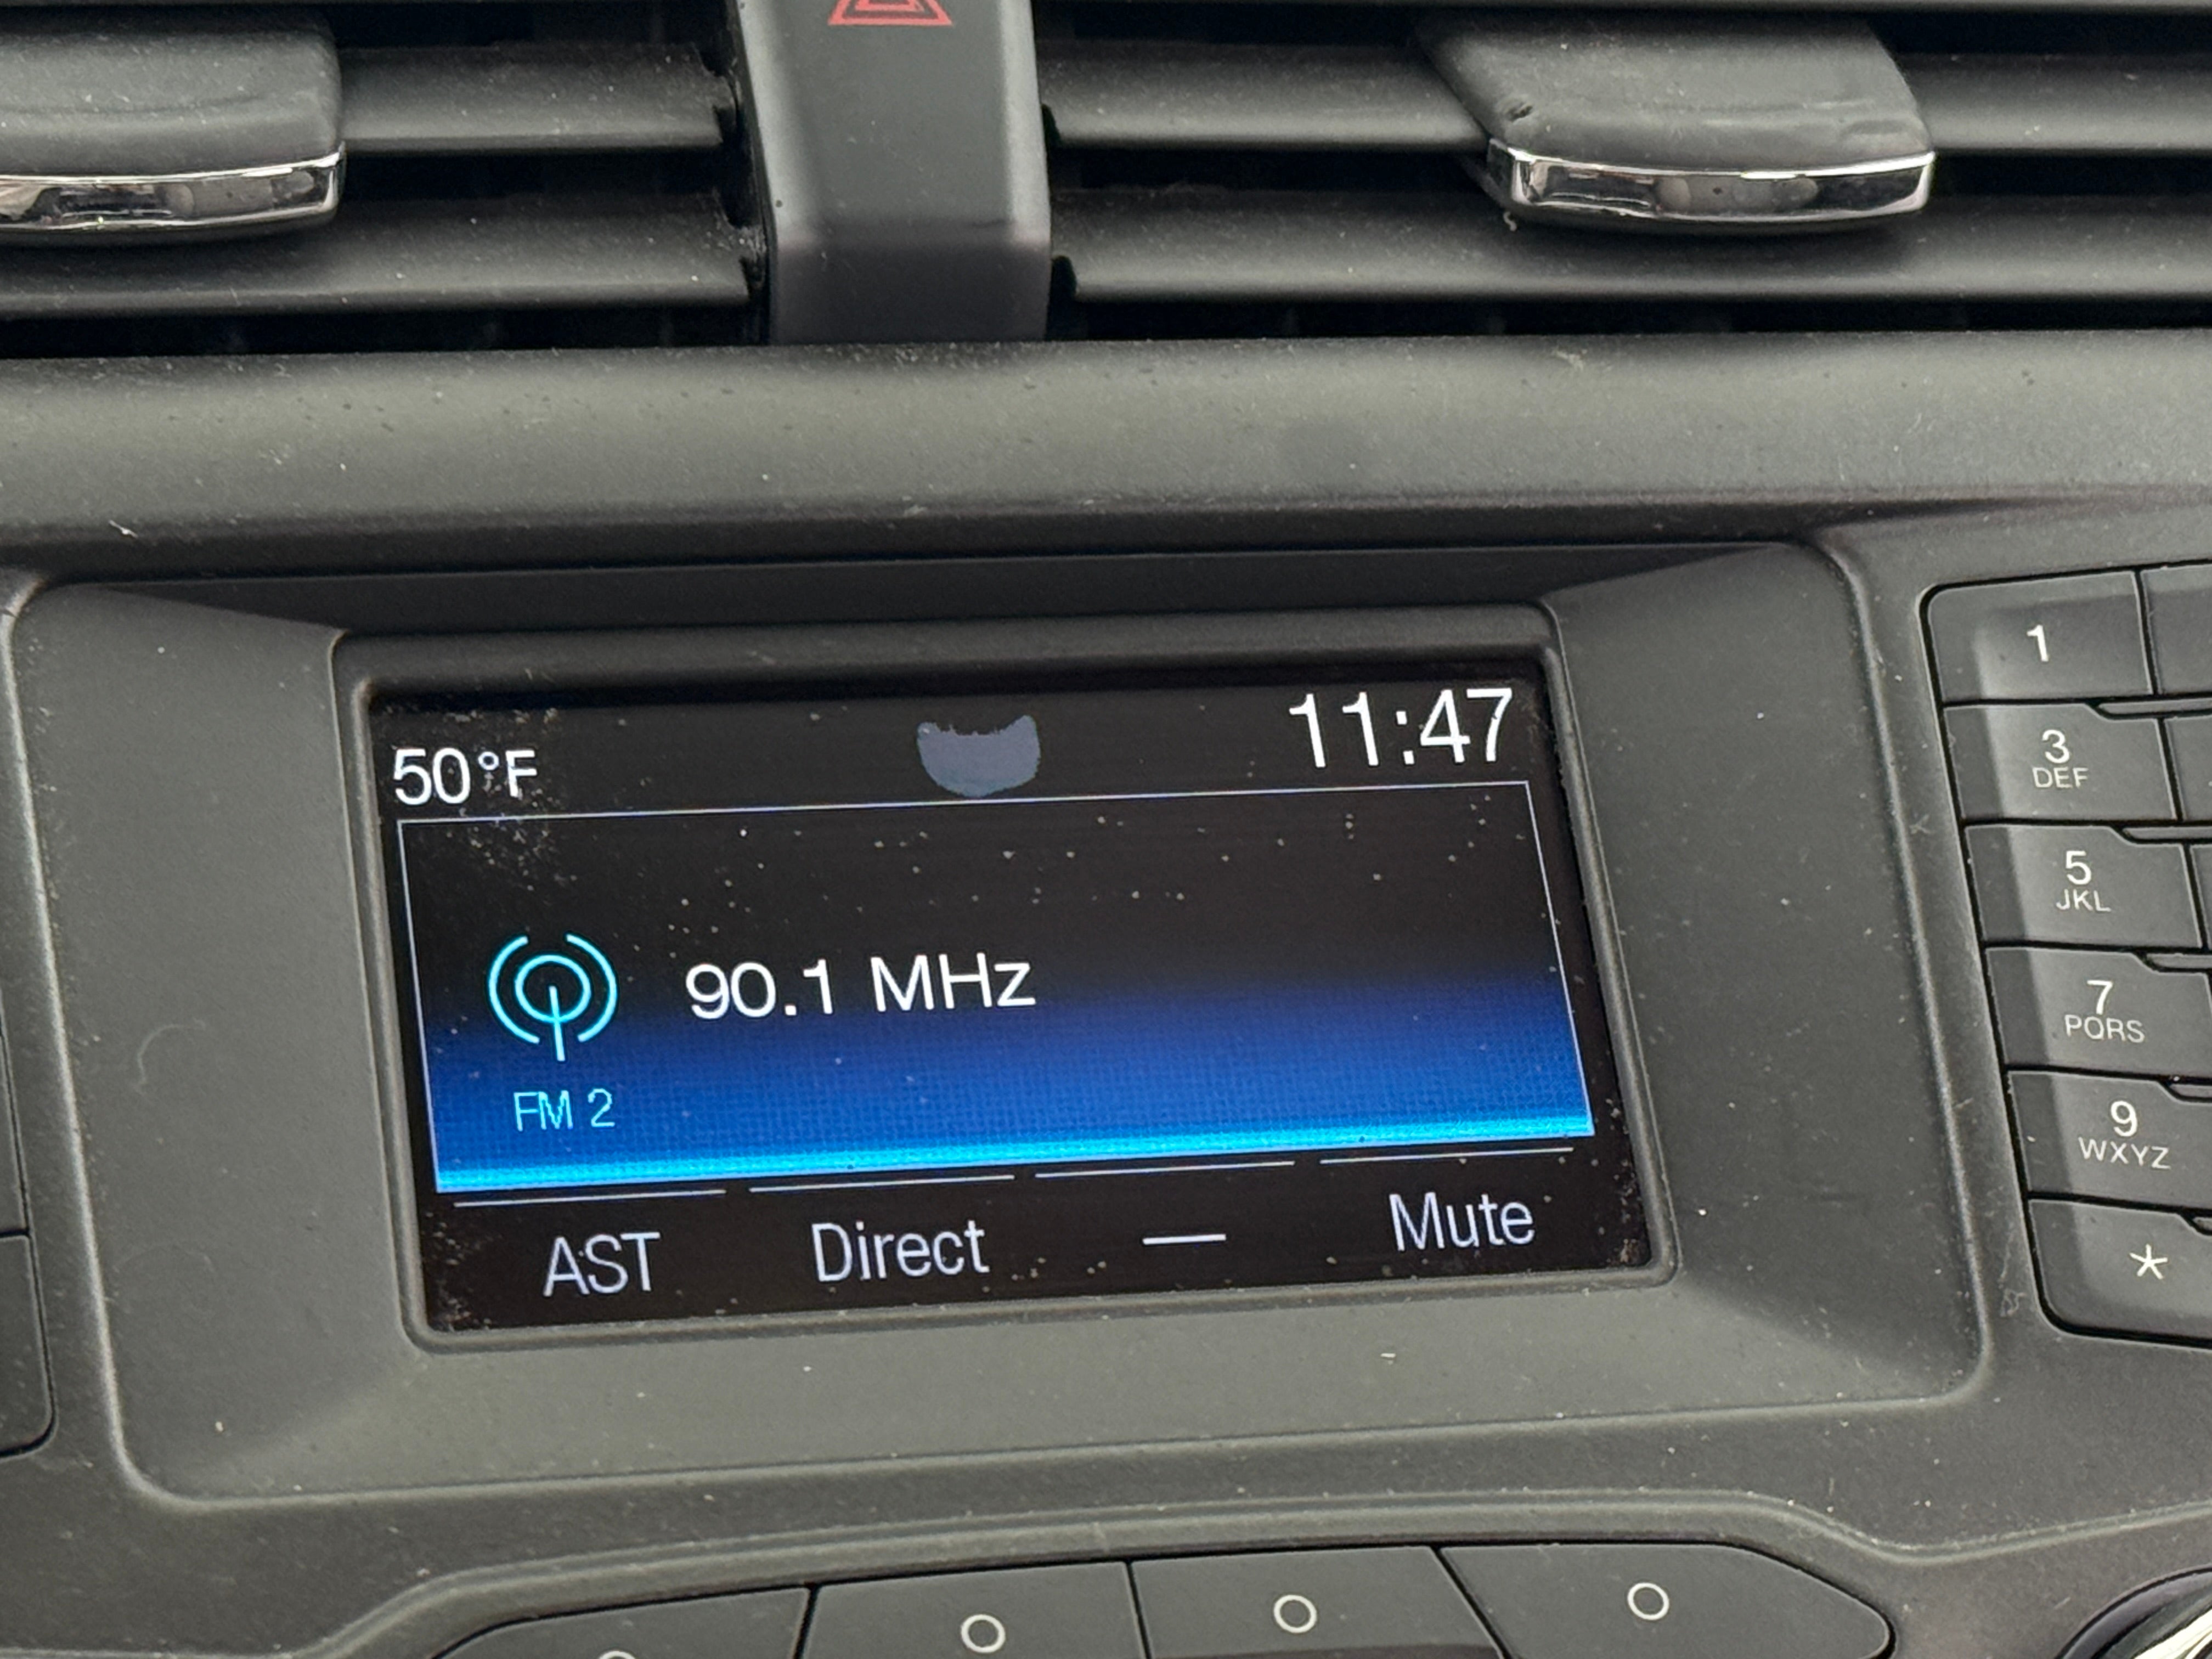 50°F
11:47
90.1 MHz
FM 2
AST
Direct
—
Mute
1
3
DEF
5
JKL
7
PQRS
9
WXYZ
*